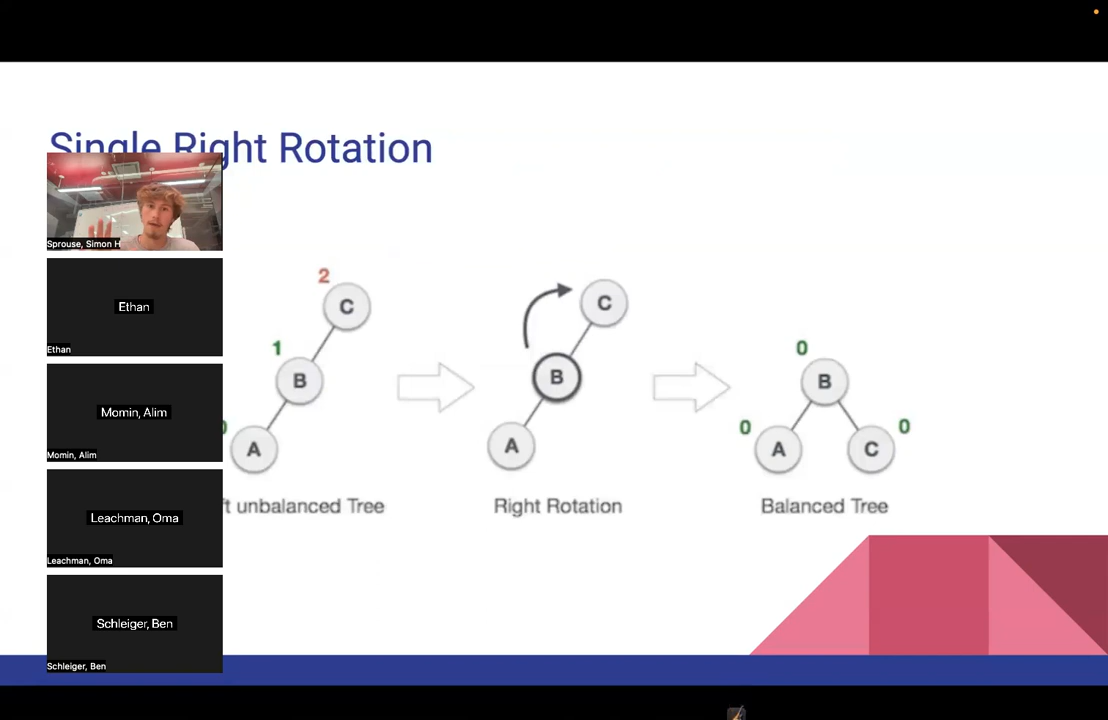 Single Right Rotation
Sprouse, Simon H
Ethan
Ethan
Momin, Alim
Momin, Alim
Leachman, Oma
Leachman, Oma
Schleiger, Ben
Schleiger, Ben
2
C
1
B
A
t unbalanced Tree
C
B
A
Right Rotation
0
B
0
0
A
C
Balanced Tree